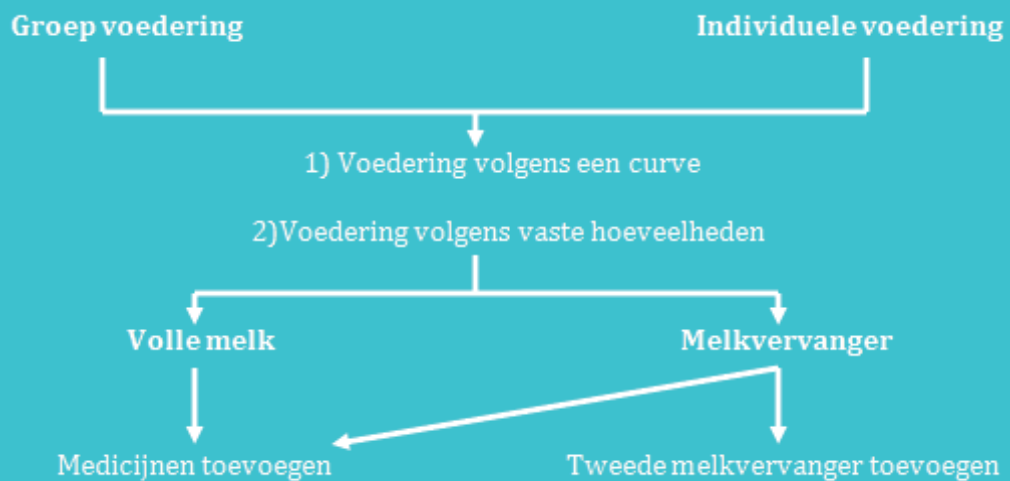 Groep voedering
Individuele voedering
1) Voedering volgens een curve
2)Voedering volgens vaste hoeveelheden
Volle melk
Melkvervanger
Medicijnen toevoegen
Tweede melkvervanger toevoegen